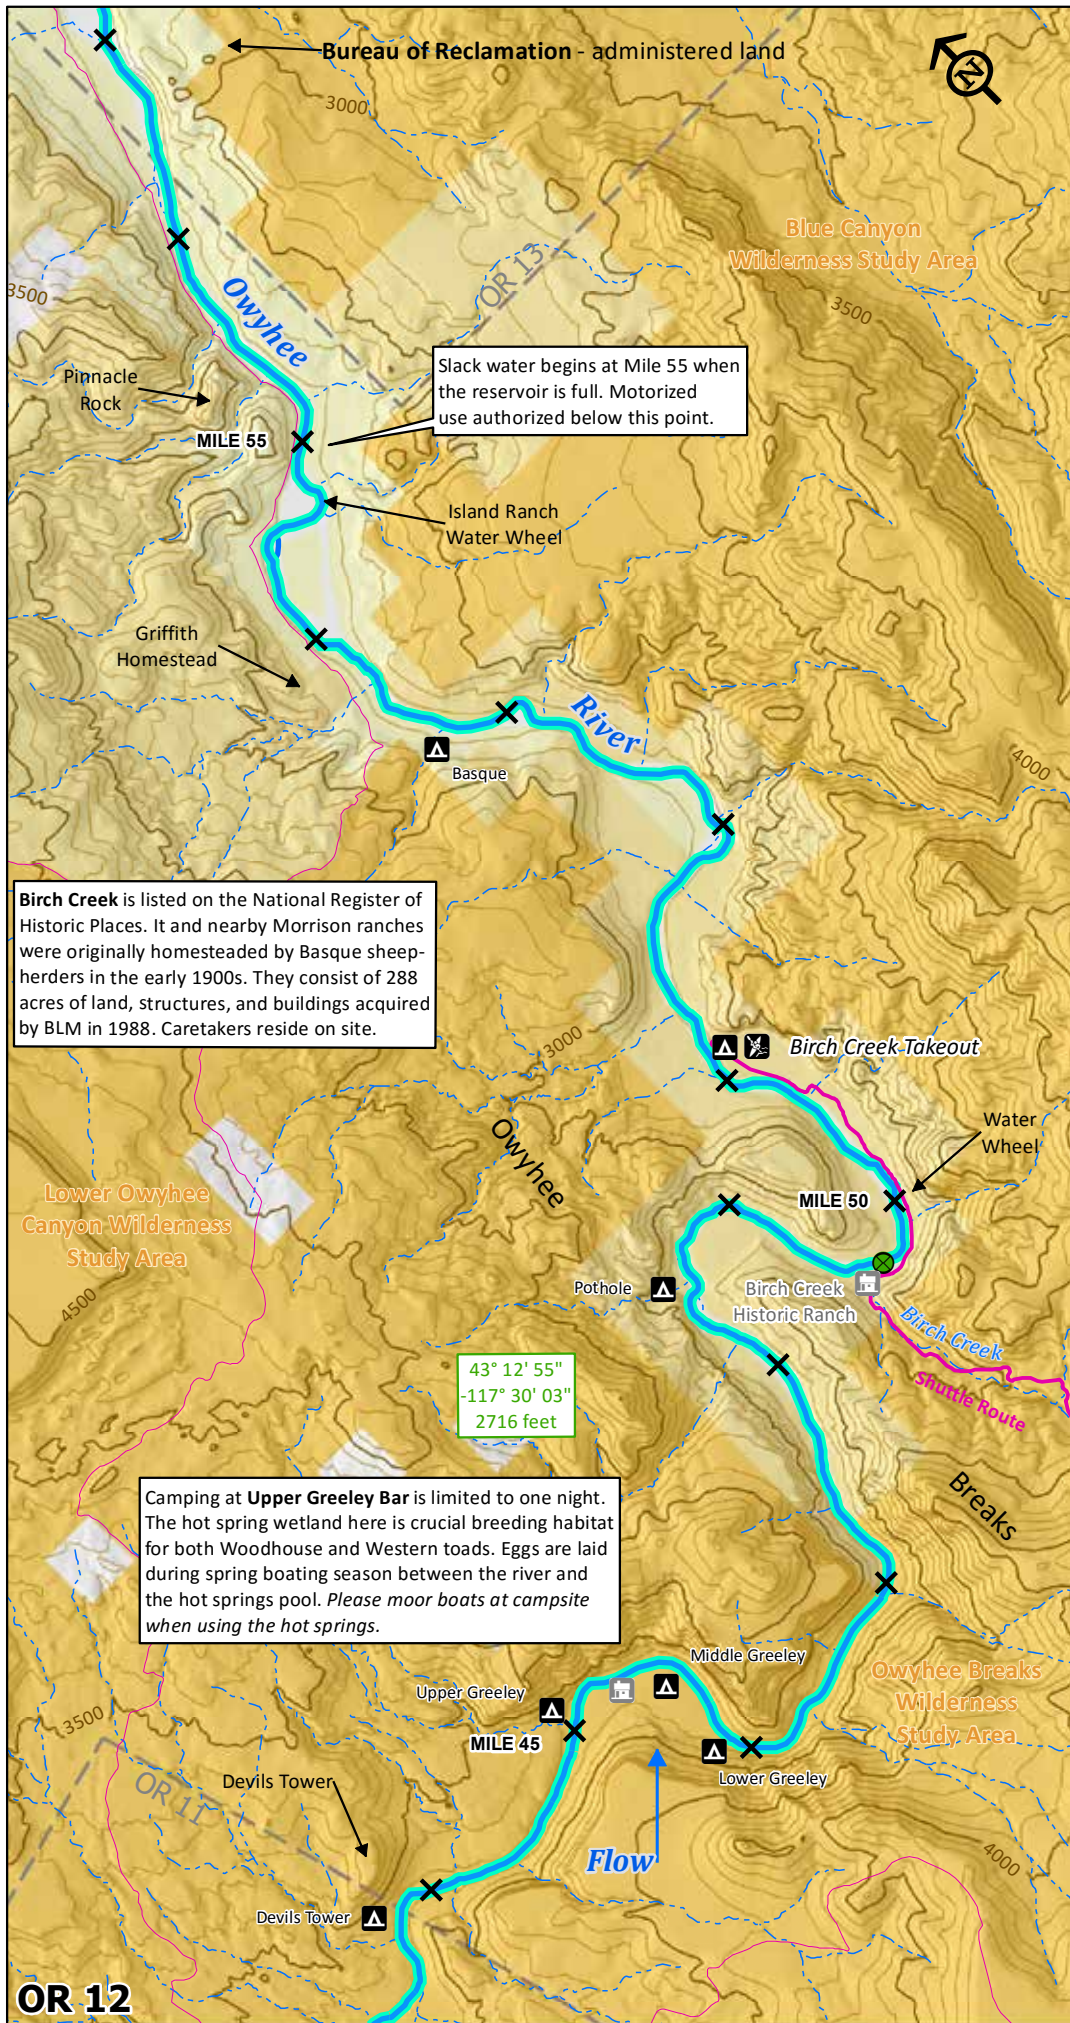 Bureau of Reclamation - administered land
N
3000
Blue Canyon
Wilderness Study Area
OR 13
3500
3500
Owyhee
Pinnacle
Rock
Slack water begins at Mile 55 when
the reservoir is full. Motorized
use authorized below this point.
MILE 55
Island Ranch
Water Wheel
Griffith
Homestead
River
4000
Basque
Birch Creek is listed on the National Register of
Historic Places. It and nearby Morrison ranches
were originally homesteaded by Basque sheep-
herders in the early 1900s. They consist of 288
acres of land, structures, and buildings acquired
by BLM in 1988. Caretakers reside on site.
3000
Birch Creek Takeout
Owyhee
Water
Wheel
Lower Owyhee
Canyon Wilderness
Study Area
MILE 50
4500
Pothole
Birch Creek
Historic Ranch
Birch Creek
Shuttle Route
43° 12' 55"
-117° 30' 03"
2716 feet
Breaks
Camping at Upper Greeley Bar is limited to one night.
The hot spring wetland here is crucial breeding habitat
for both Woodhouse and Western toads. Eggs are laid
during spring boating season between the river and
the hot springs pool. Please moor boats at campsite
when using the hot springs.
Middle Greeley
Owyhee Breaks
Wilderness
Study Area
Upper Greeley
3500
MILE 45
Lower Greeley
Devils Tower
OR 11
Flow
4000
Devils Tower
OR 12